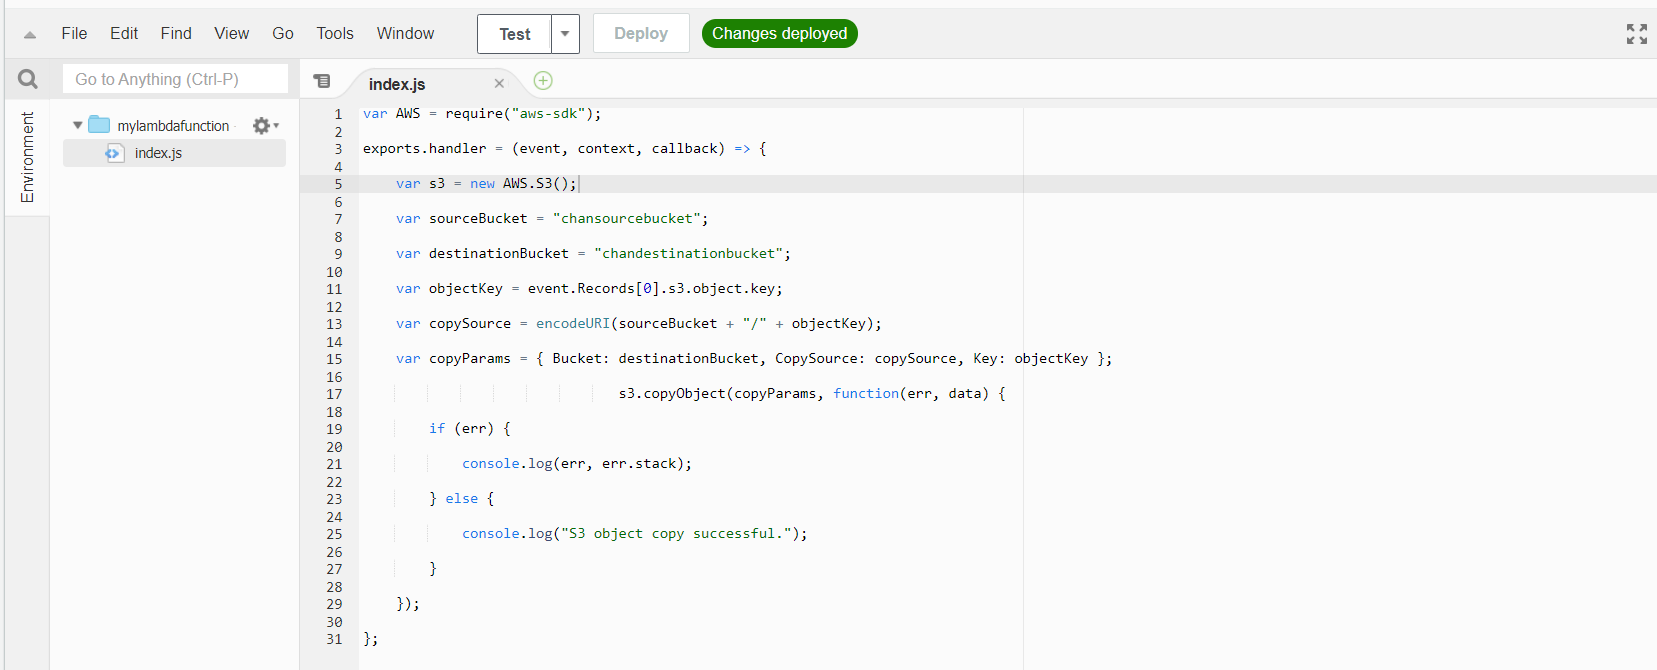 File Edit Find View Go Tools Window Test Deploy Changes deployed
Go to Anything (Ctrl-P)
index.js
Environment
mylambdafunction
index.js
1 var AWS = require("aws-sdk");
2
3 exports.handler = (event, context, callback) => {
4
5 var s3 = new AWS.S3();
6
7 var sourceBucket = "chansourcebucket";
8
9 var destinationBucket = "chandestinationbucket";
10
11 var objectKey = event.Records[0].s3.object.key;
12
13 var copySource = encodeURI(sourceBucket + "/" + objectKey);
14
15 var copyParams = { Bucket: destinationBucket, CopySource: copySource, Key: objectKey };
16
17 s3.copyObject(copyParams, function(err, data) {
18
19 if (err) {
20
21 console.log(err, err.stack);
22
23 } else {
24
25 console.log("S3 object copy successful.");
26
27 }
28
29 });
30
31 };